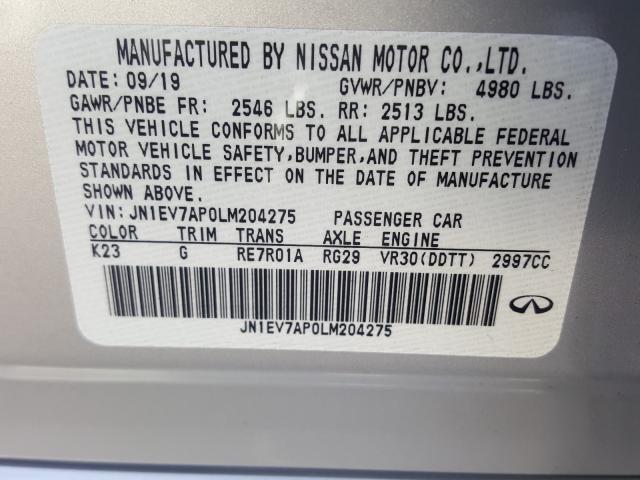 MANUFACTURED BY NISSAN MOTOR CO.,LTD.
DATE: 09/19 GVWR/PNBV: 4980 LBS.
GAWR/PNBE FR: 2546 LBS. RR: 2513 LBS.
THIS VEHICLE CONFORMS TO ALL APPLICABLE FEDERAL
MOTOR VEHICLE SAFETY,BUMPER,AND THEFT PREVENTION
STANDARDS IN EFFECT ON THE DATE OF MANUFACTURE
SHOWN ABOVE.
VIN: JN1EV7AP0LM204275 PASSENGER CAR
COLOR TRIM TRANS AXLE ENGINE
K23 G RE7R01A RG29 VR30(DDTT) 2997CC
JN1EV7AP0LM204275